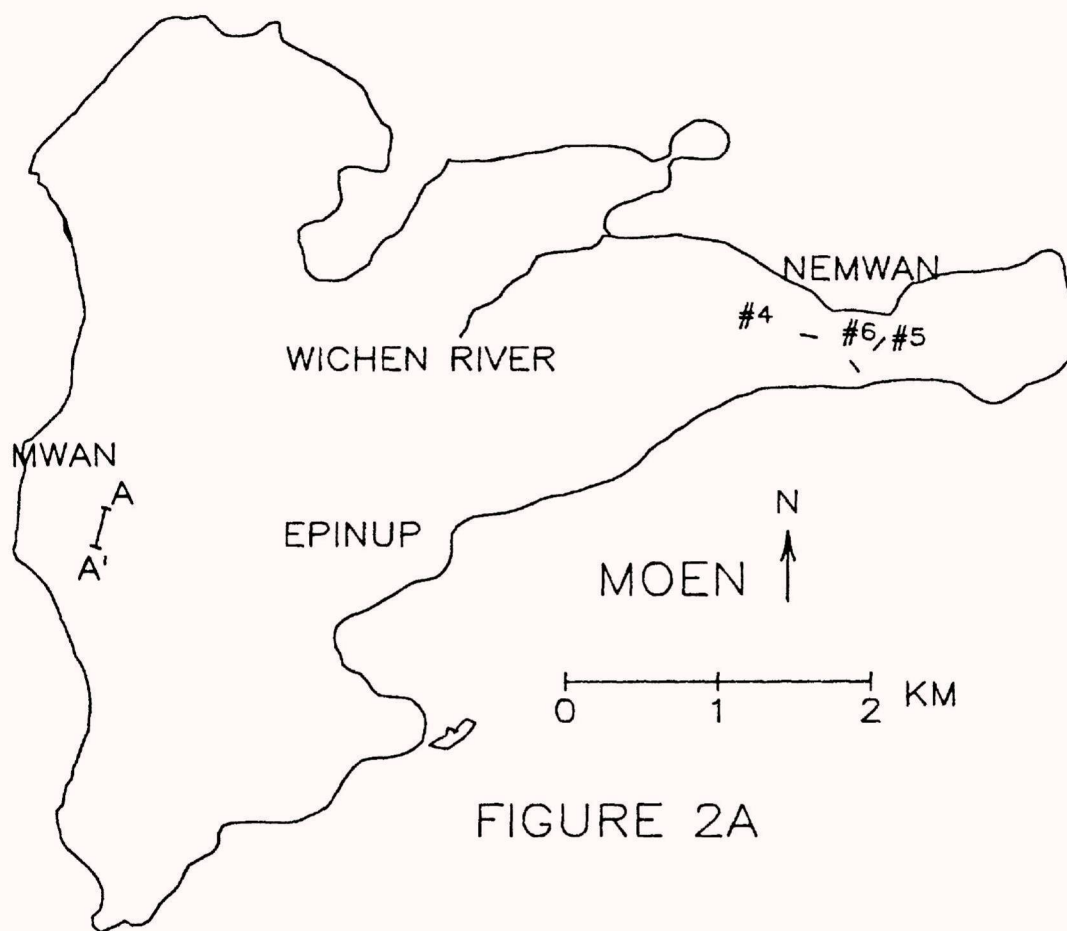 NEMWAN
#4
#6
#5
WICHEN RIVER
MWAN
A
A'
EPINUP
N
MOEN
0 1 2 KM
FIGURE 2A